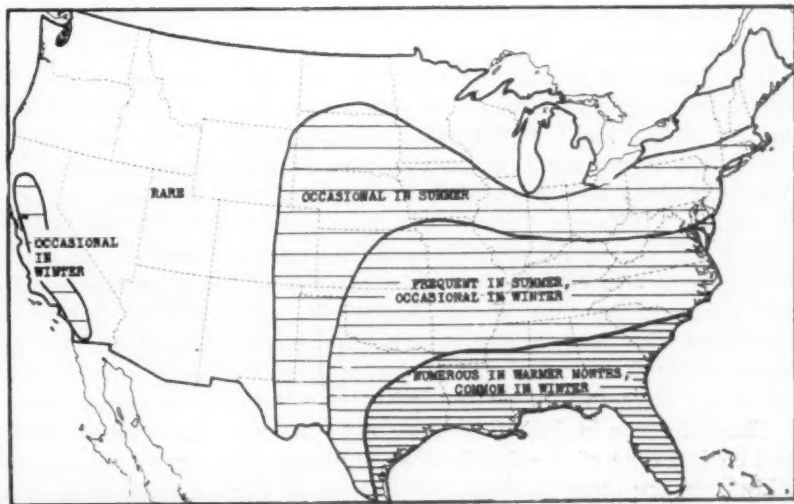 RARE
OCCASIONAL IN SUMMER
OCCASIONAL
IN
WINTER
FREQUENT IN SUMMER,
OCCASIONAL IN WINTER
NUMEROUS IN WARMER MONTHS,
COMMON IN WINTER